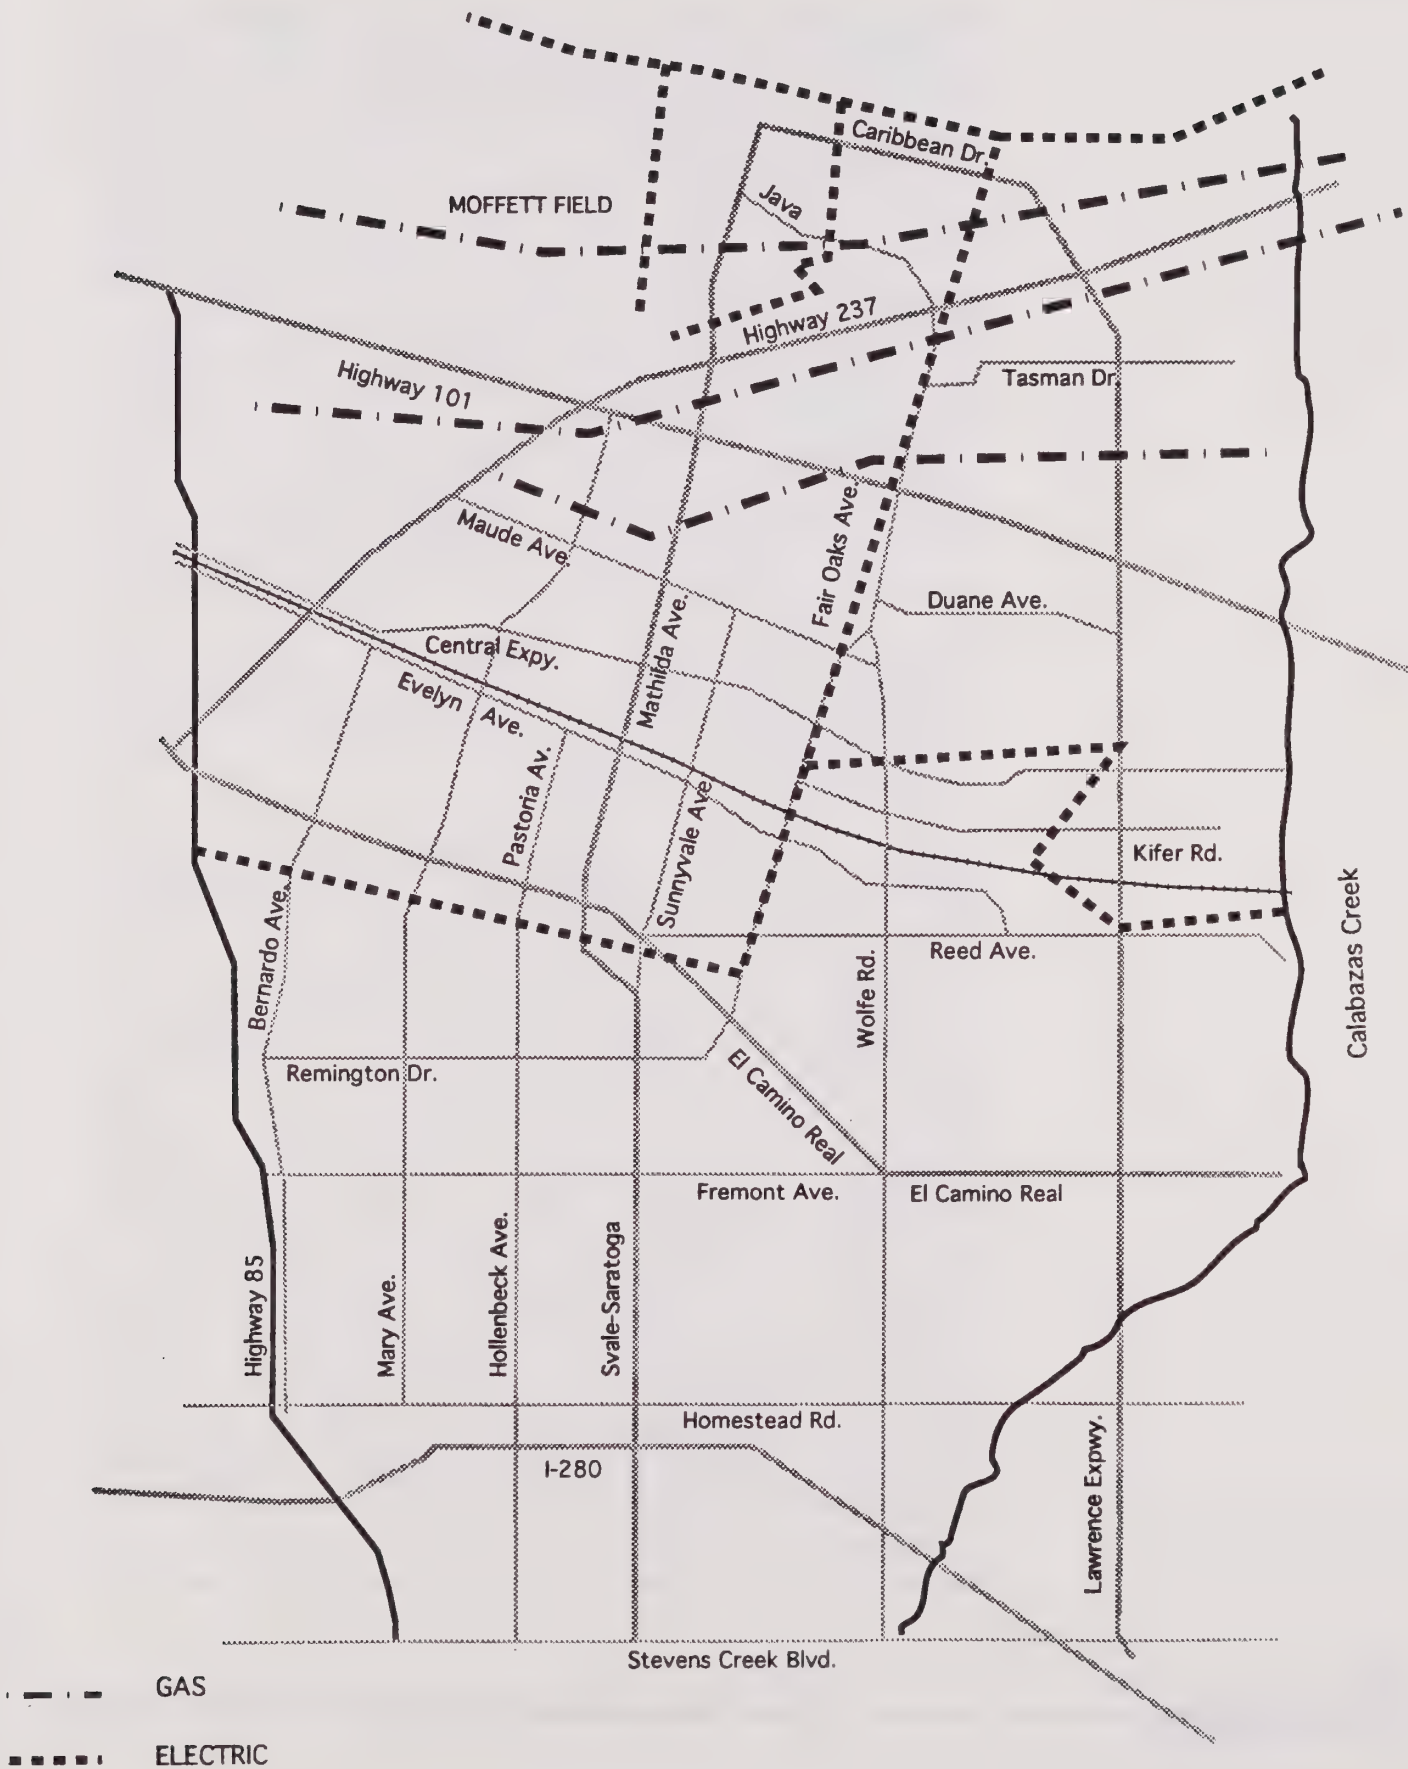 Caribbean Dr.
Java
MOFFETT FIELD
Highway 237
Highway 101
Tasman Dr.
Maude Ave.
Fair Oaks Ave.
Duane Ave.
Mathilda Ave.
Central Expy.
Evelyn Ave.
Pastoria Av.
Sunnyvale Ave.
Kifer Rd.
Calabazas Creek
Bernardo Ave.
Reed Ave.
Wolfe Rd.
Remington Dr.
El Camino Real
Fremont Ave.
El Camino Real
Highway 85
Mary Ave.
Hollenbeck Ave.
Svale-Saratoga
Homestead Rd.
I-280
Lawrence Expwy.
Stevens Creek Blvd.
GAS
ELECTRIC